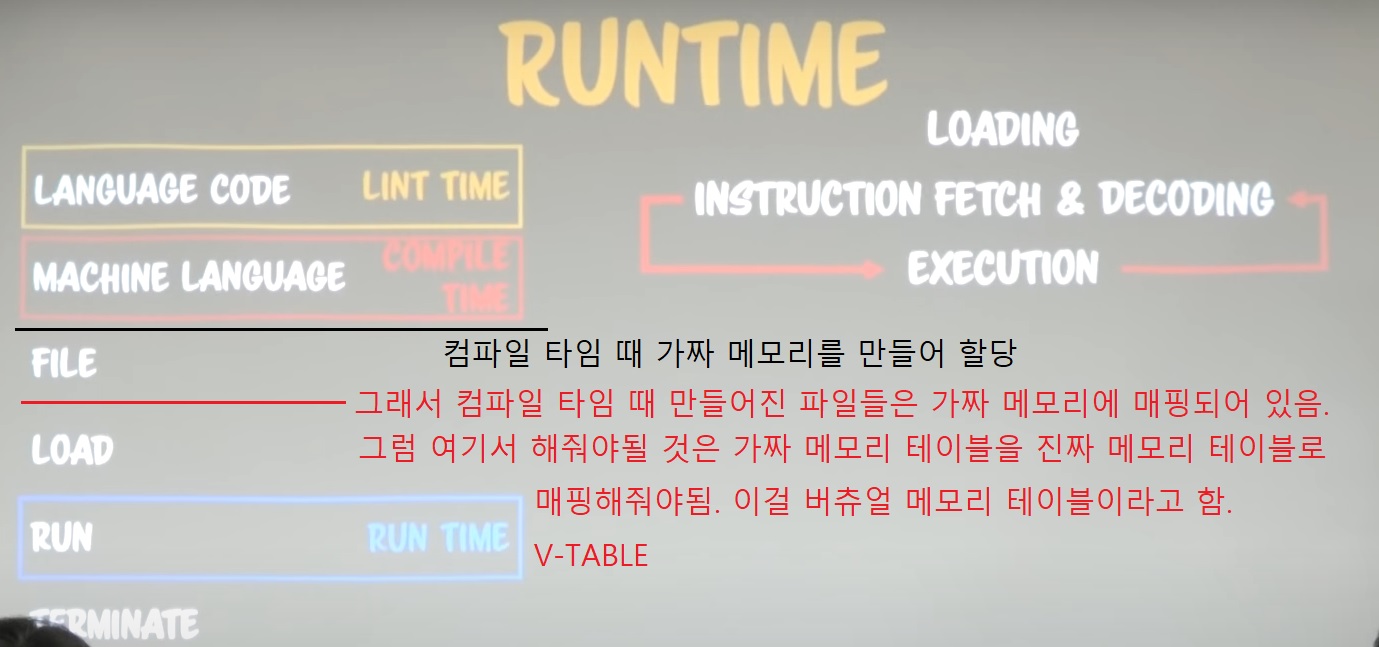 RUNTIME
LANGUAGE CODE LINT TIME
MACHINE LANGUAGE COMPILE TIME
FILE
LOAD
RUN RUN TIME
TERMINATE
LOADING
INSTRUCTION FETCH & DECODING
EXECUTION
컴파일 타임 때 가짜 메모리를 만들어 할당
그래서 컴파일 타임 때 만들어진 파일들은 가짜 메모리에 매핑되어 있음.
그럼 여기서 해줘야될 것은 가짜 메모리 테이블을 진짜 메모리 테이블로
매핑해줘야됨. 이걸 버츄얼 메모리 테이블이라고 함.
V-TABLE